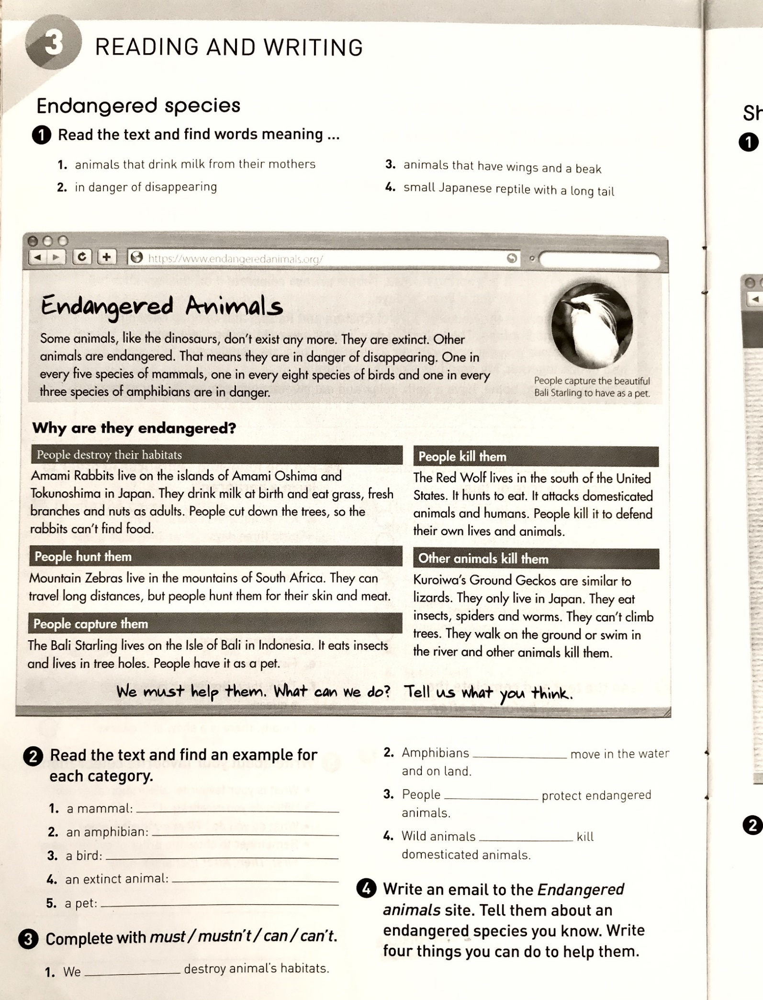 3 READING AND WRITING
Endangered species
1 Read the text and find words meaning ...
1. animals that drink milk from their mothers
2. in danger of disappearing
3. animals that have wings and a beak
4. small Japanese reptile with a long tail
https://www.endangeredanimals.org/
Endangered Animals
Some animals, like the dinosaurs, don't exist any more. They are extinct. Other
animals are endangered. That means they are in danger of disappearing. One in
every five species of mammals, one in every eight species of birds and one in every
three species of amphibians are in danger.
People capture the beautiful
Bali Starling to have as a pet.
Why are they endangered?
People destroy their habitats
Amami Rabbits live on the islands of Amami Oshima and
Tokunoshima in Japan. They drink milk at birth and eat grass, fresh
branches and nuts as adults. People cut down the trees, so the
rabbits can't find food.
People hunt them
Mountain Zebras live in the mountains of South Africa. They can
travel long distances, but people hunt them for their skin and meat.
People capture them
The Bali Starling lives on the Isle of Bali in Indonesia. It eats insects
and lives in tree holes. People have it as a pet.
People kill them
The Red Wolf lives in the south of the United
States. It hunts to eat. It attacks domesticated
animals and humans. People kill it to defend
their own lives and animals.
Other animals kill them
Kuroiwa's Ground Geckos are similar to
lizards. They only live in Japan. They eat
insects, spiders and worms. They can't climb
trees. They walk on the ground or swim in
the river and other animals kill them.
We must help them. What can we do? Tell us what you think.
2 Read the text and find an example for
each category.
1. a mammal:
2. an amphibian:
3. a bird:
4. an extinct animal:
5. a pet:
3 Complete with must / mustn't / can / can't.
1. We ____ destroy animal's habitats.
2. Amphibians ____ move in the water
and on land.
3. People ____ protect endangered
animals.
4. Wild animals ____ kill
domesticated animals.
4 Write an email to the Endangered
animals site. Tell them about an
endangered species you know. Write
four things you can do to help them.
Sh
1
2